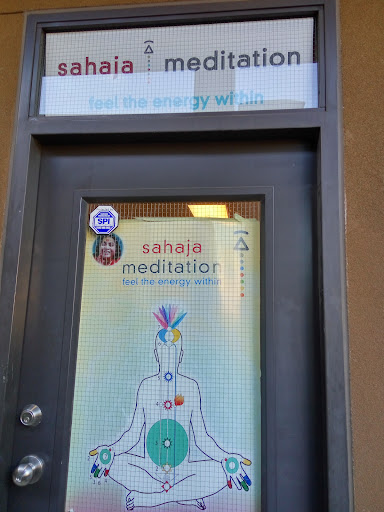 sahaja meditation
feel the energy within
SPI
sahaja
meditation
feel the energy within